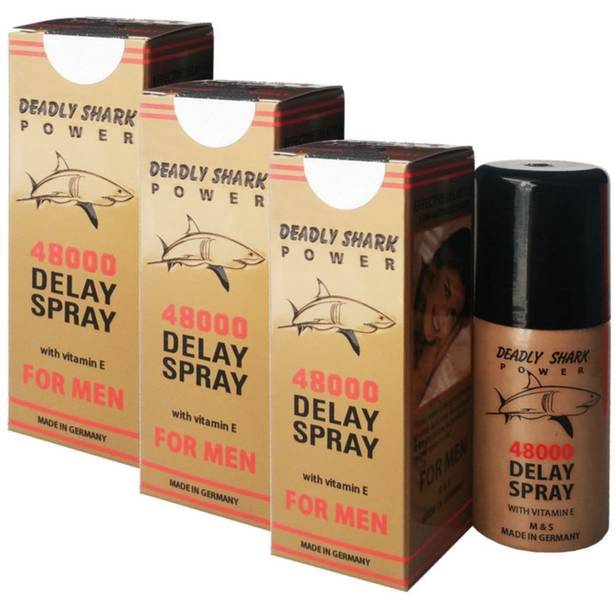 DEADLY SHARK
POWER
48000
DELAY
SPRAY
with vitamin E
FOR MEN
MADE IN GERMANY
DEADLY SHARK
POWER
48000
DELAY
SPRAY
with vitamin E
FOR MEN
MADE IN GERMANY
DEADLY SHARK
POWER
48000
DELAY
SPRAY
with vitamin E
FOR MEN
MADE IN GERMANY
FOR MEN
DEADLY SHARK
POWER
48000
DELAY
SPRAY
WITH VITAMIN E
M & S
MADE IN GERMANY